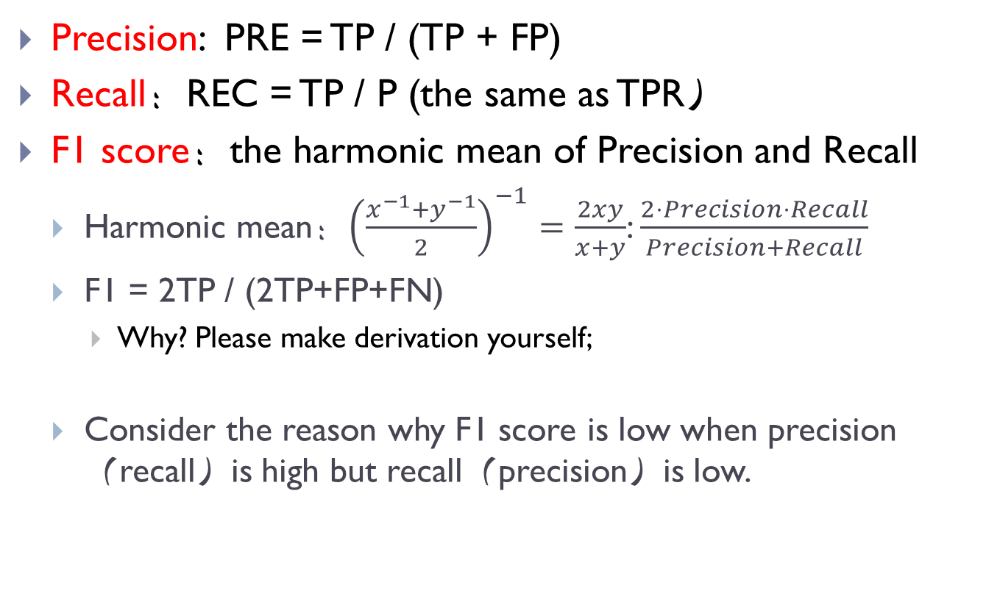 Precision: PRE = TP / (TP + FP)
Recall：REC = TP / P (the same as TPR）
F1 score：the harmonic mean of Precision and Recall
Harmonic mean：$\left(\frac{x^{-1}+y^{-1}}{2}\right)^{-1} = \frac{2xy}{x+y}: \frac{2 \cdot Precision \cdot Recall}{Precision+Recall}$
F1 = 2TP / (2TP+FP+FN)
Why? Please make derivation yourself;
Consider the reason why F1 score is low when precision
（recall）is high but recall（precision）is low.